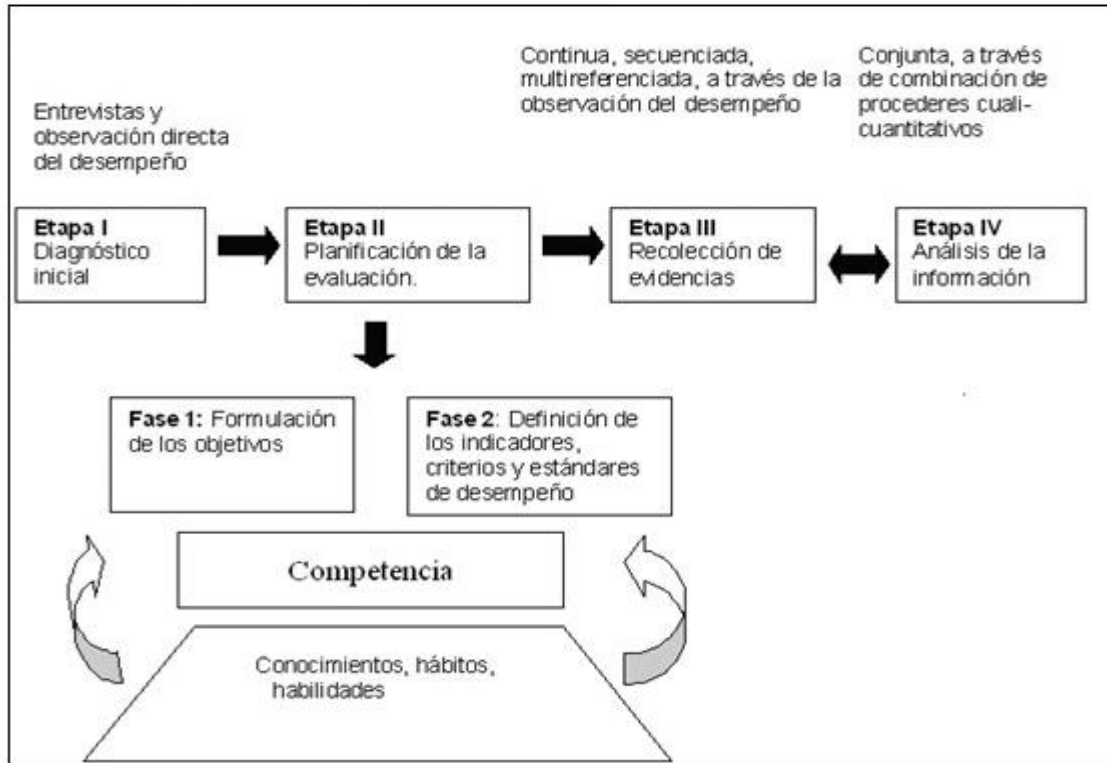 Entrevistas y
observación directa
del desempeño
Continua, secuenciada,
multireferenciada, a través de la
observación del desempeño
Conjunta, a través
de combinación de
procederes cuali-
cuantitativos
Etapa I
Diagnóstico
inicial
Etapa II
Planificación de la
evaluación.
Etapa III
Recolección de
evidencias
Etapa IV
Análisis de la
información
Fase 1: Formulación
de los objetivos
Fase 2: Definición de
los indicadores,
criterios y estándares
de desempeño
Competencia
Conocimientos, hábitos,
habilidades